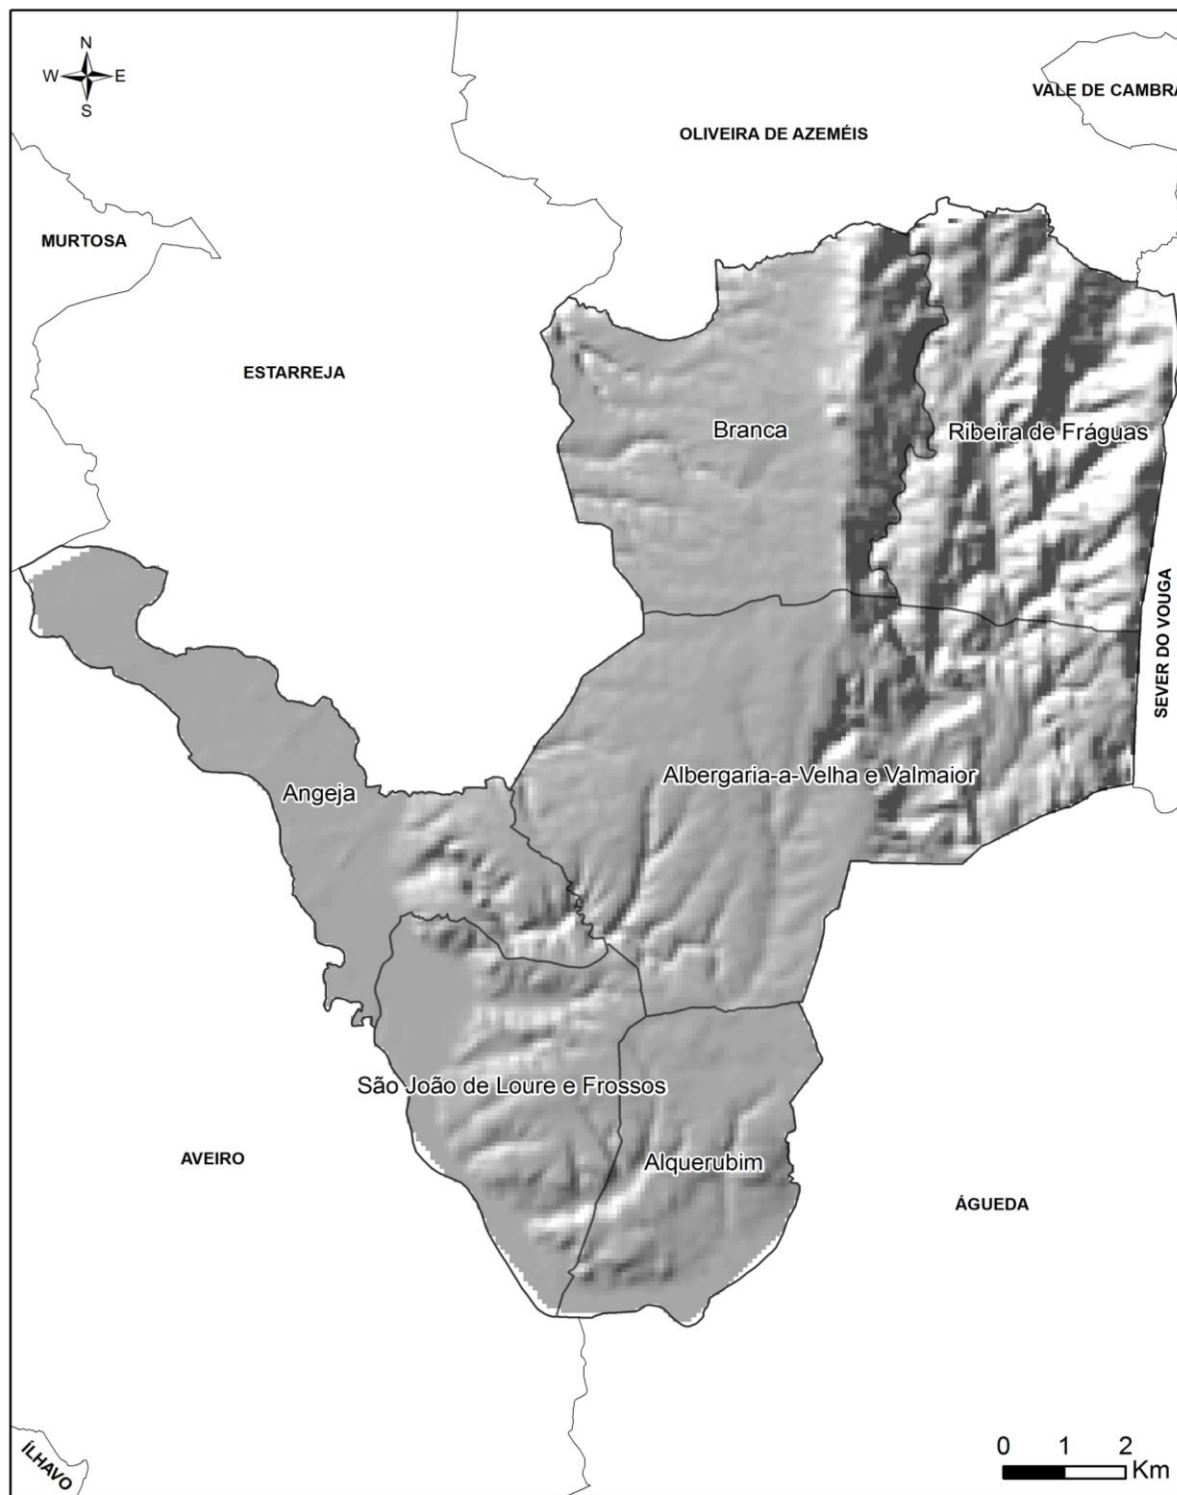 N
W E
S
VALE DE CAMBRA
OLIVEIRA DE AZEMÉIS
MURTOSA
ESTARREJA
Branca
Ribeira de Fráguas
SEVER DO VOUGA
Albergaria-a-Velha e Valmaior
Angeja
São João de Loure e Frossos
AVEIRO
Alquerubim
ÁGUEDA
0 1 2
Km
ÍLHAVO